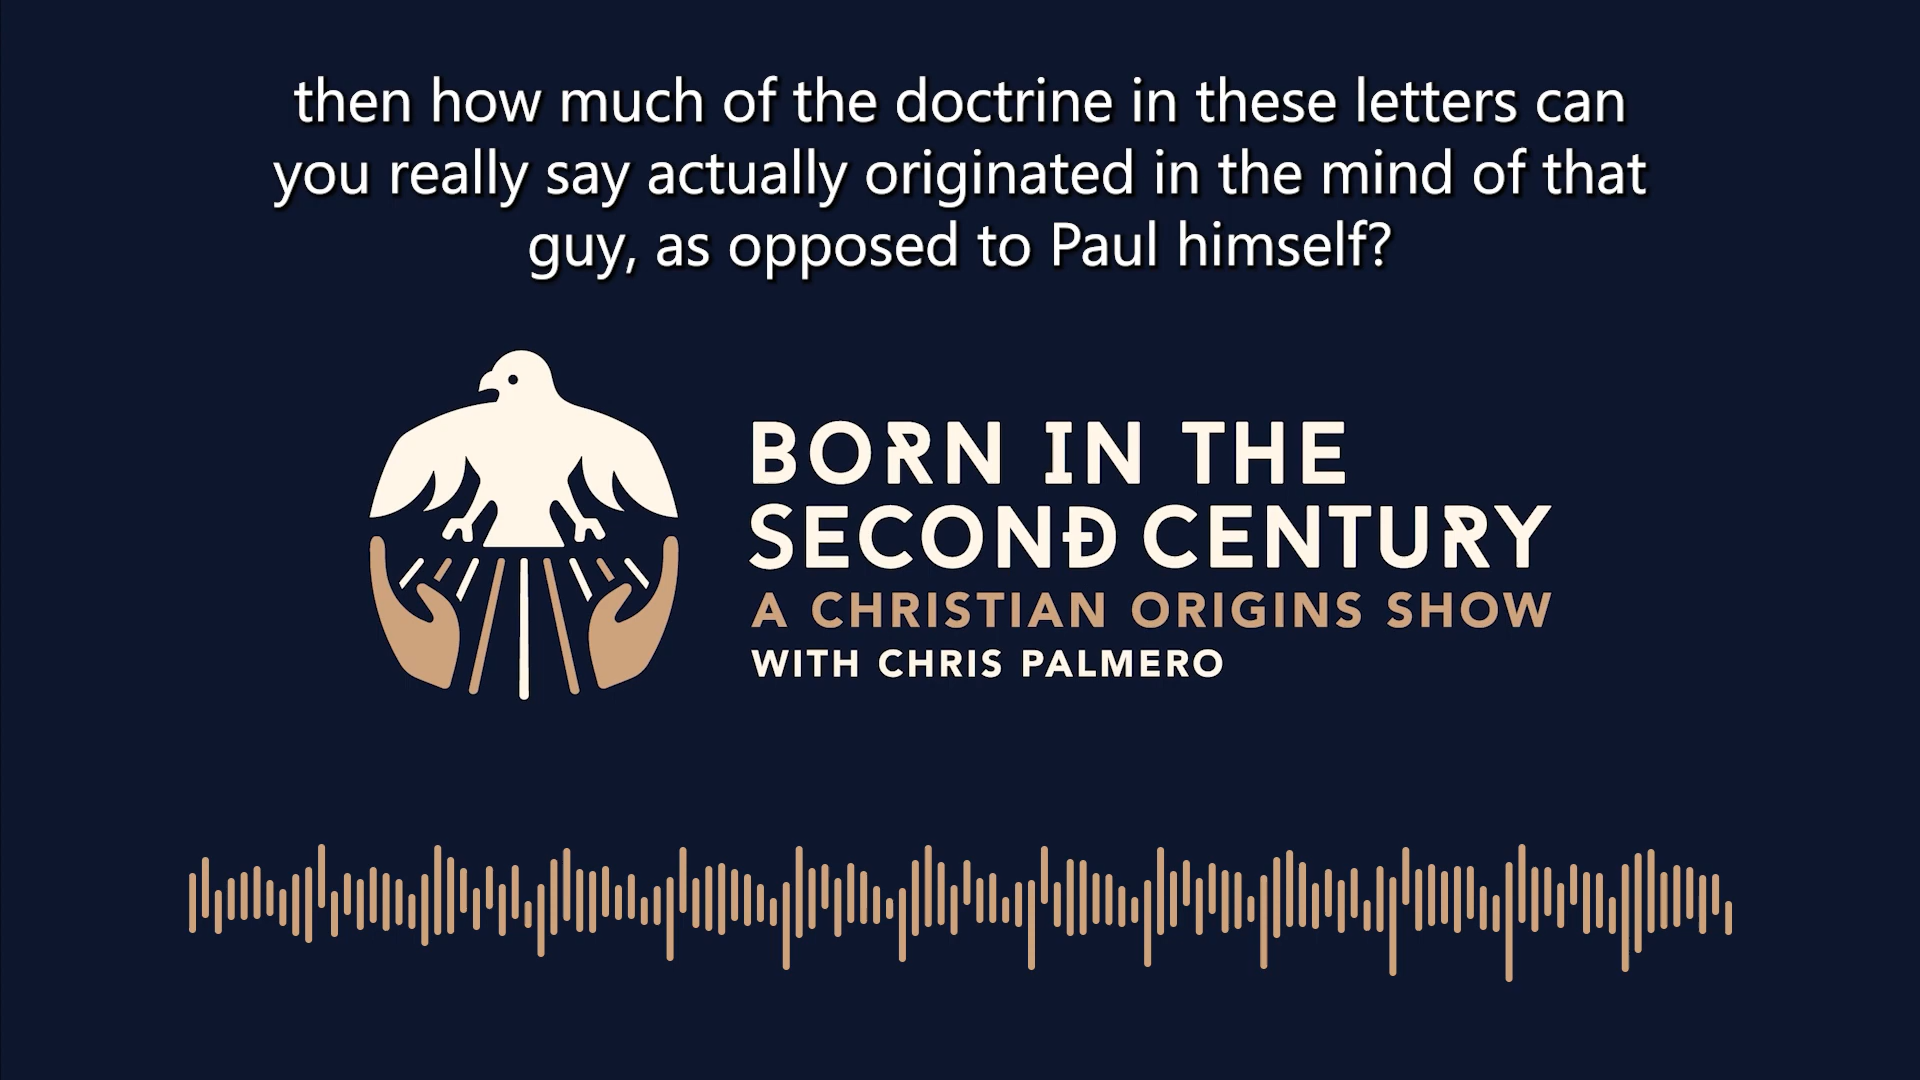 then how much of the doctrine in these letters can
you really say actually originated in the mind of that
guy, as opposed to Paul himself?
BORN IN THE
SECOND CENTURY
A CHRISTIAN ORIGINS SHOW
WITH CHRIS PALMERO